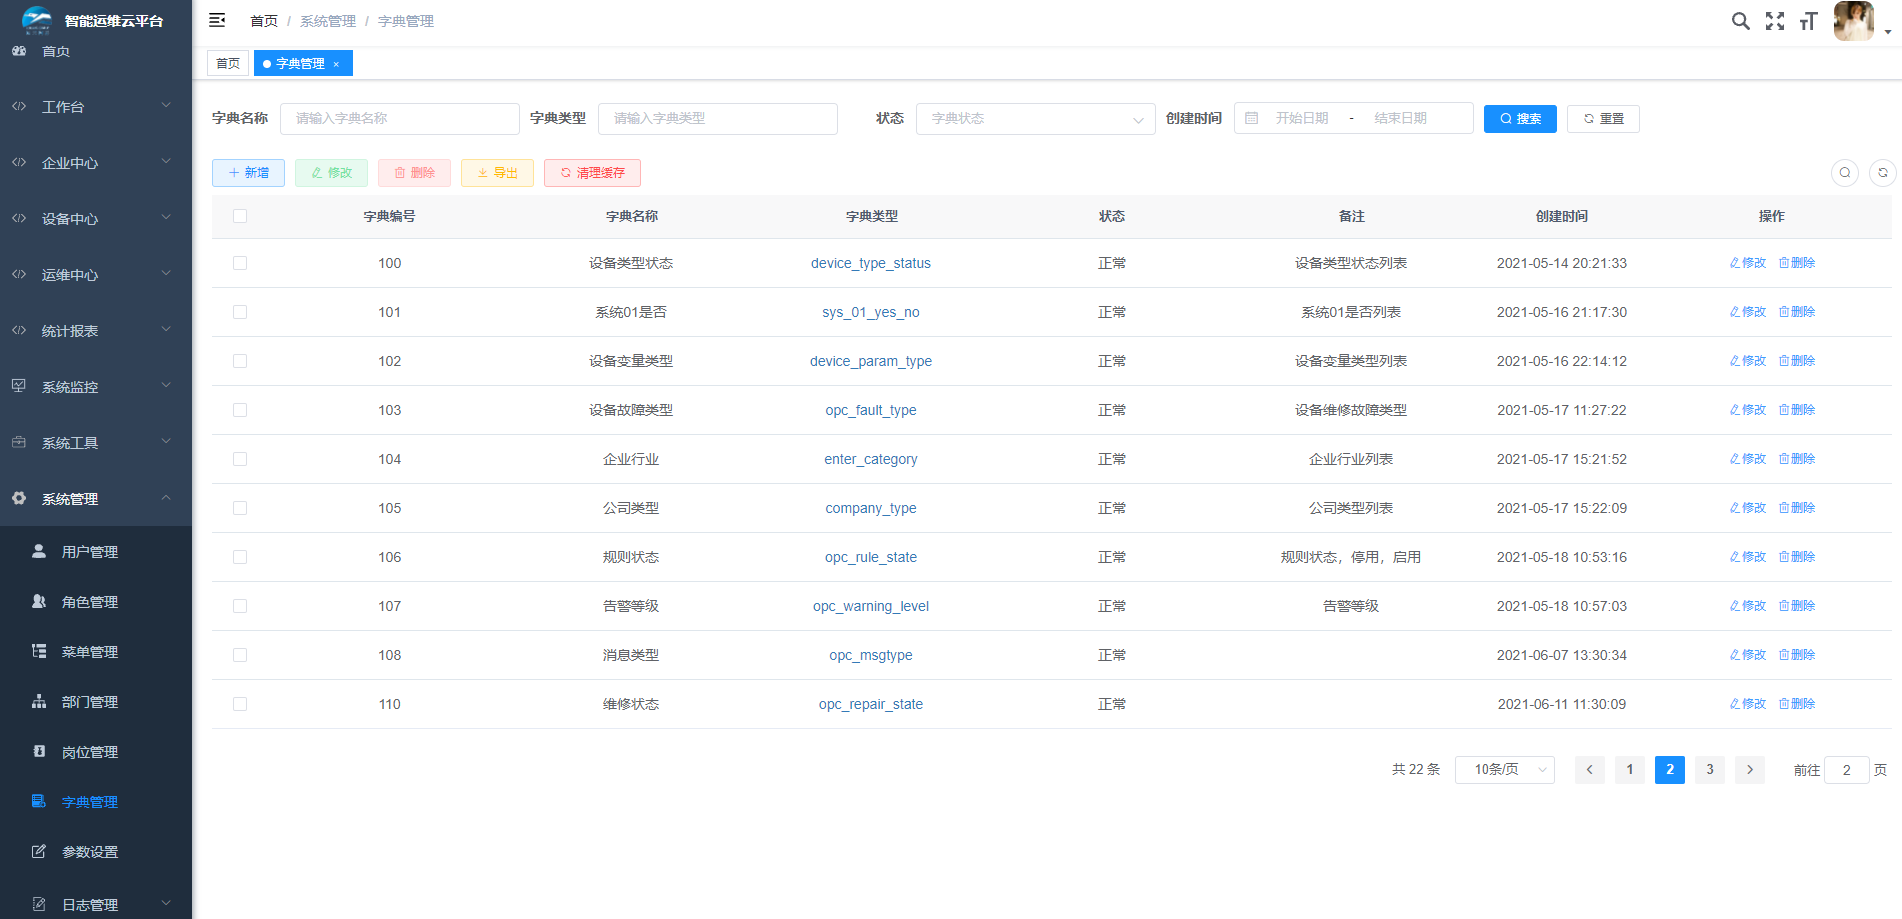 智能运维云平台
首页
工作台
企业中心
设备中心
运维中心
统计报表
系统监控
系统工具
系统管理
用户管理
角色管理
菜单管理
部门管理
岗位管理
字典管理
参数设置
日志管理
首页 / 系统管理 / 字典管理
首页 字典管理 ×
字典名称 请输入字典名称 字典类型 请输入字典类型 状态 字典状态 创建时间 开始日期 - 结束日期 搜索 重置
新增 修改 删除 导出 清理缓存
字典编号 字典名称 字典类型 状态 备注 创建时间 操作
100 设备类型状态 device_type_status 正常 设备类型状态列表 2021-05-14 20:21:33 修改 删除
101 系统01是否 sys_01_yes_no 正常 系统01是否列表 2021-05-16 21:17:30 修改 删除
102 设备变量类型 device_param_type 正常 设备变量类型列表 2021-05-16 22:14:12 修改 删除
103 设备故障类型 opc_fault_type 正常 设备维修故障类型 2021-05-17 11:27:22 修改 删除
104 企业行业 enter_category 正常 企业行业列表 2021-05-17 15:21:52 修改 删除
105 公司类型 company_type 正常 公司类型列表 2021-05-17 15:22:09 修改 删除
106 规则状态 opc_rule_state 正常 规则状态，停用，启用 2021-05-18 10:53:16 修改 删除
107 告警等级 opc_warning_level 正常 告警等级 2021-05-18 10:57:03 修改 删除
108 消息类型 opc_msgtype 正常 2021-06-07 13:30:34 修改 删除
110 维修状态 opc_repair_state 正常 2021-06-11 11:30:09 修改 删除
共 22 条 10条/页 1 2 3 前往 2 页